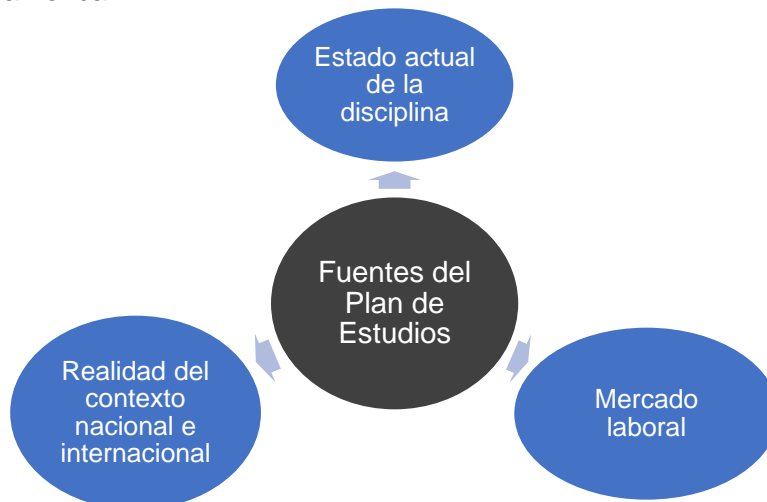 Estado actual
de la
disciplina
Fuentes del
Plan de
Estudios
Realidad del
contexto
nacional e
internacional
Mercado
laboral